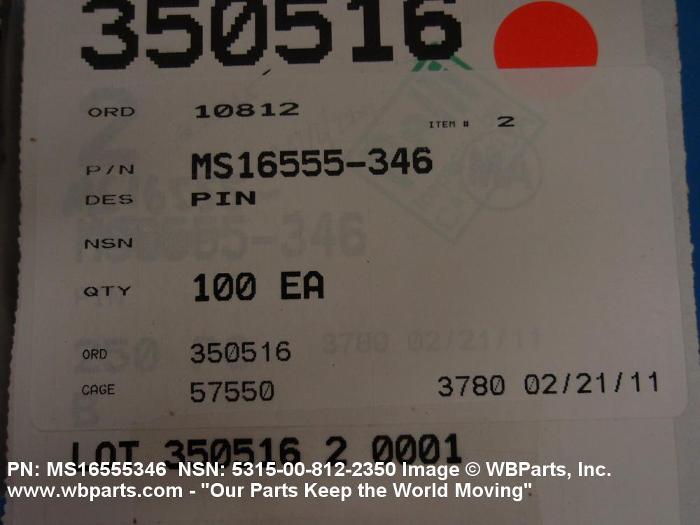 350516
ORD 10812 ITEM # 2
P/N MS16555-346
DES PIN
NSN
QTY 100 EA
ORD 350516
CAGE 57550 3780 02/21/11
LOT 350516 2 0001
PN: MS16555346 NSN: 5315-00-812-2350 Image © WBParts, Inc.
www.wbparts.com - "Our Parts Keep the World Moving"